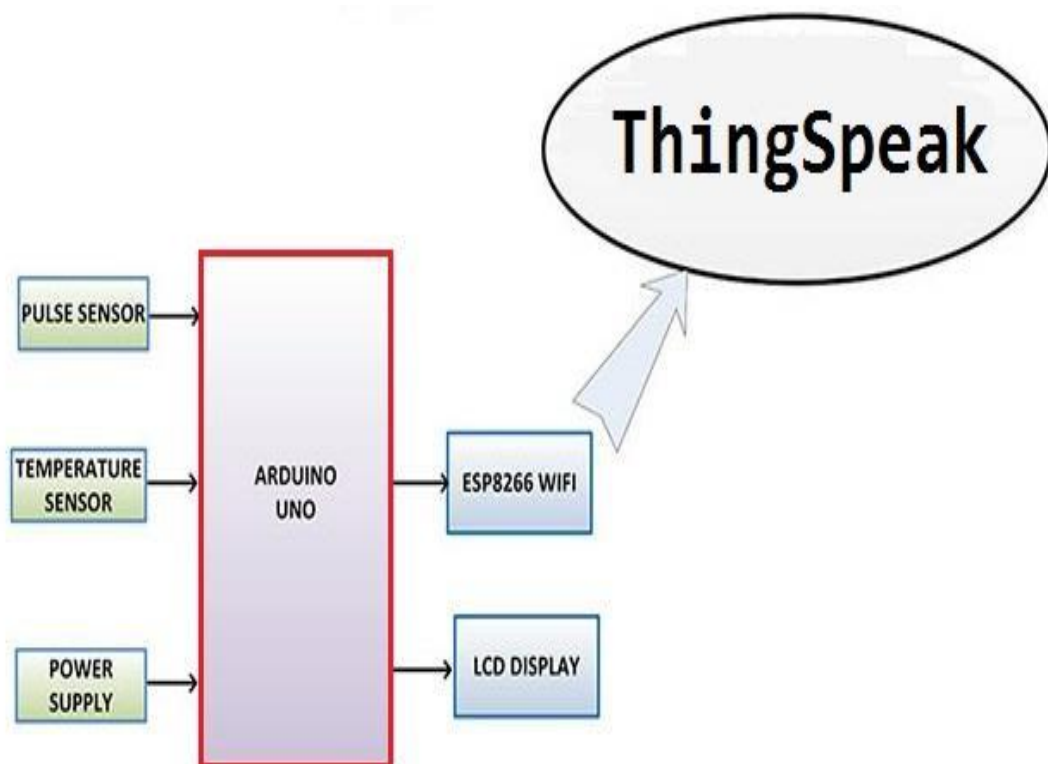 ThingSpeak
PULSE SENSOR
TEMPERATURE
SENSOR
POWER
SUPPLY
ARDUINO
UNO
ESP8266 WIFI
LCD DISPLAY